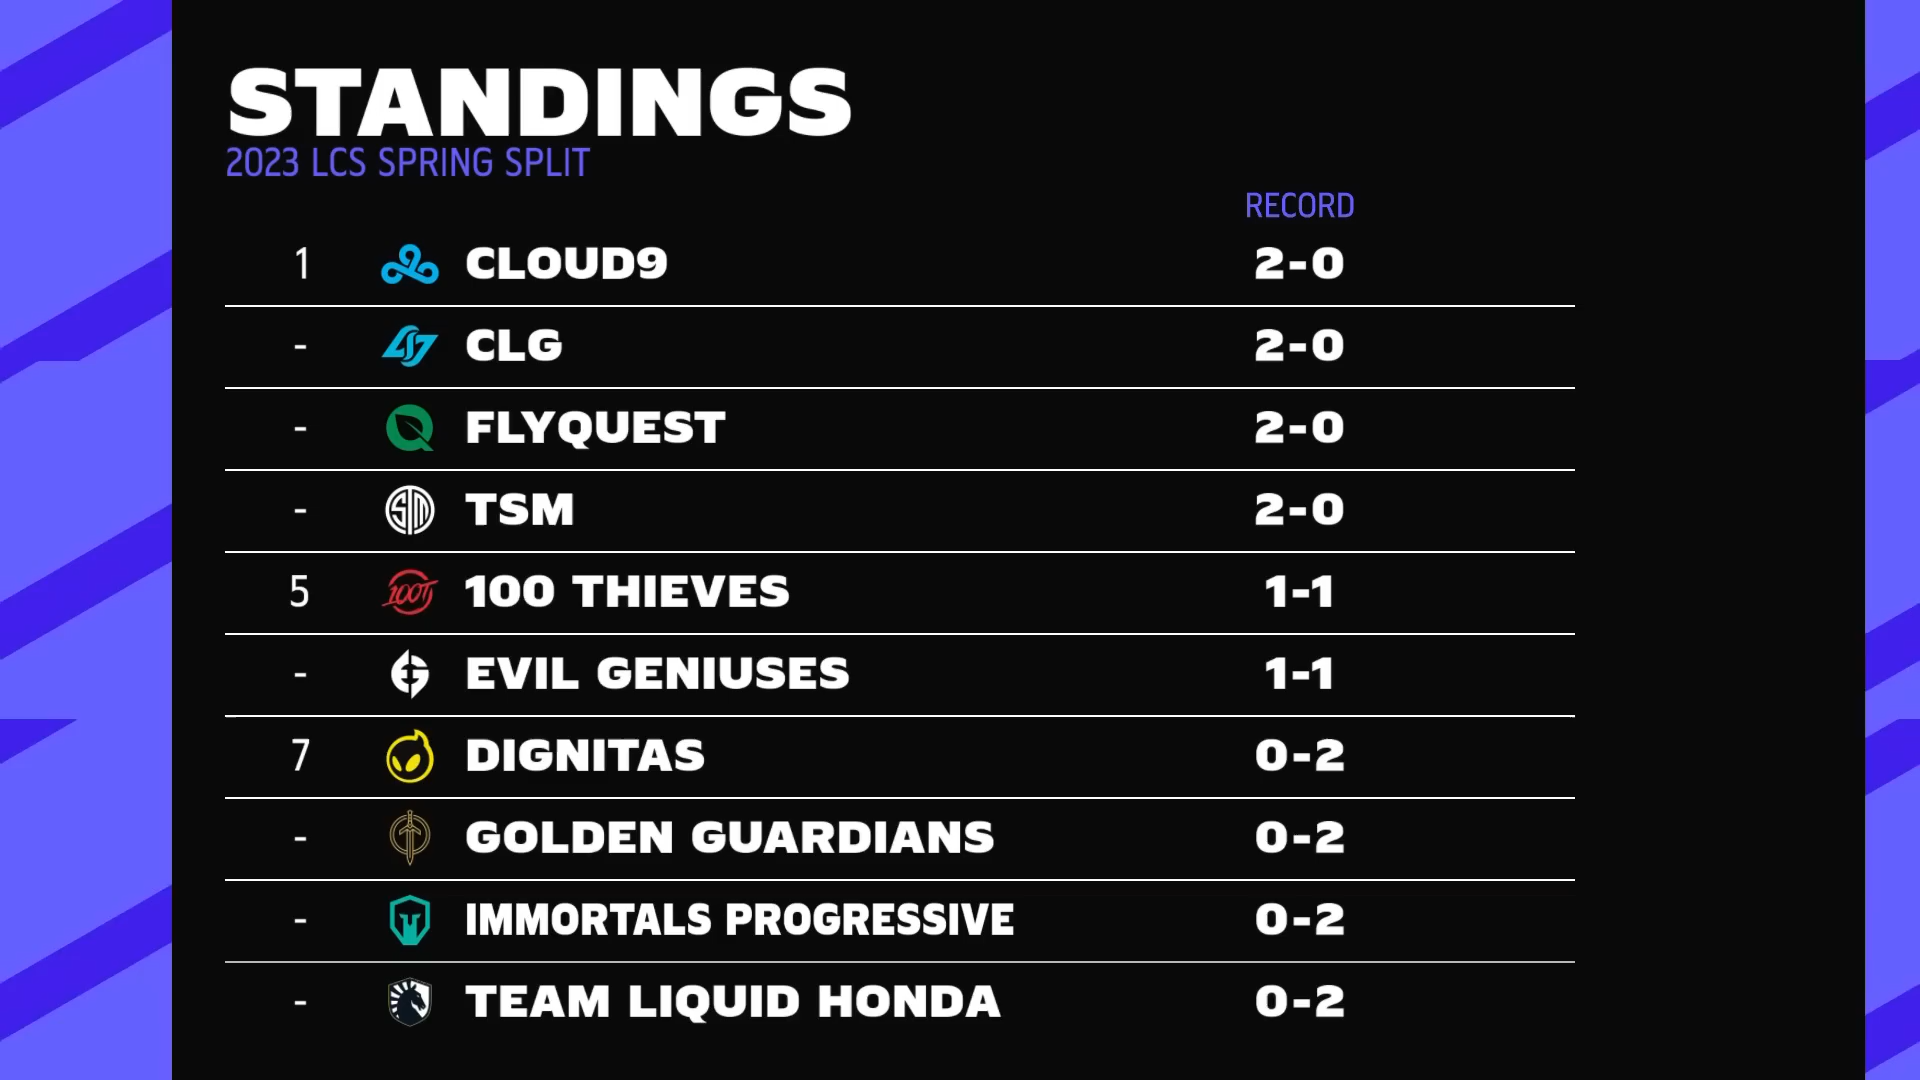 STANDINGS
2023 LCS SPRING SPLIT
RECORD
1 CLOUD9 2-0
- CLG 2-0
- FLYQUEST 2-0
- TSM TSM 2-0
5 100T 100 THIEVES 1-1
- EVIL GENIUSES 1-1
7 DIGNITAS 0-2
- GOLDEN GUARDIANS 0-2
- IMMORTALS PROGRESSIVE 0-2
- TEAM LIQUID HONDA 0-2